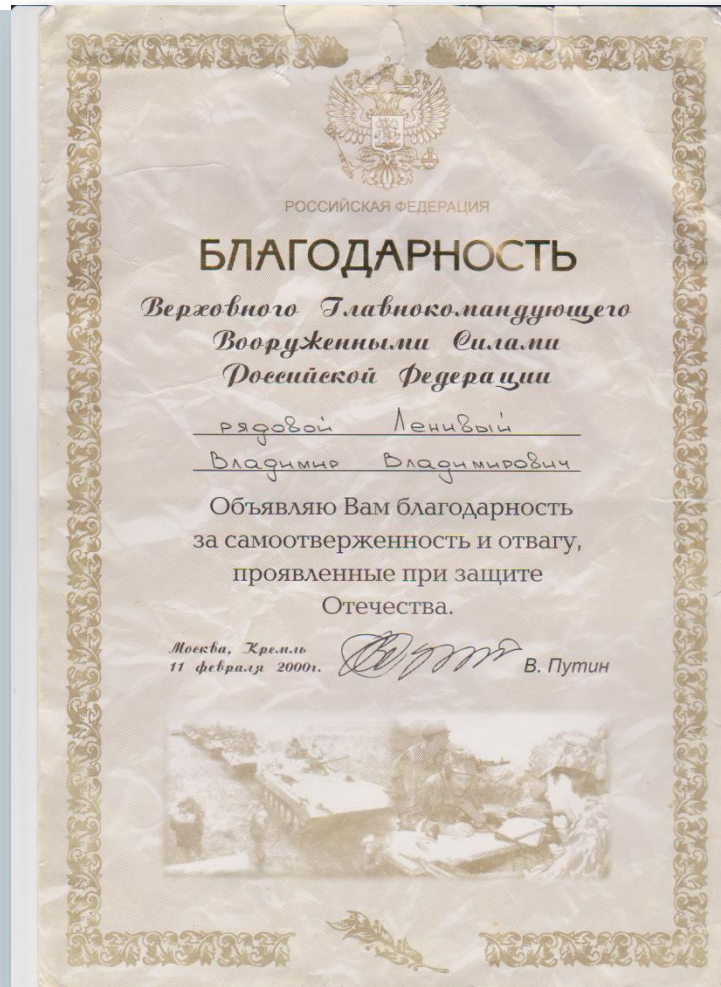 РОССИЙСКАЯ ФЕДЕРАЦИЯ
БЛАГОДАРНОСТЬ
Верховного Главнокомандующего
Вооруженными Силами
Российской Федерации
рядовой Ленивый
Владимир Владимирович
Объявляю Вам благодарность
за самоотверженность и отвагу,
проявленные при защите
Отечества.
Москва, Кремль
11 февраля 2000г.
В. Путин